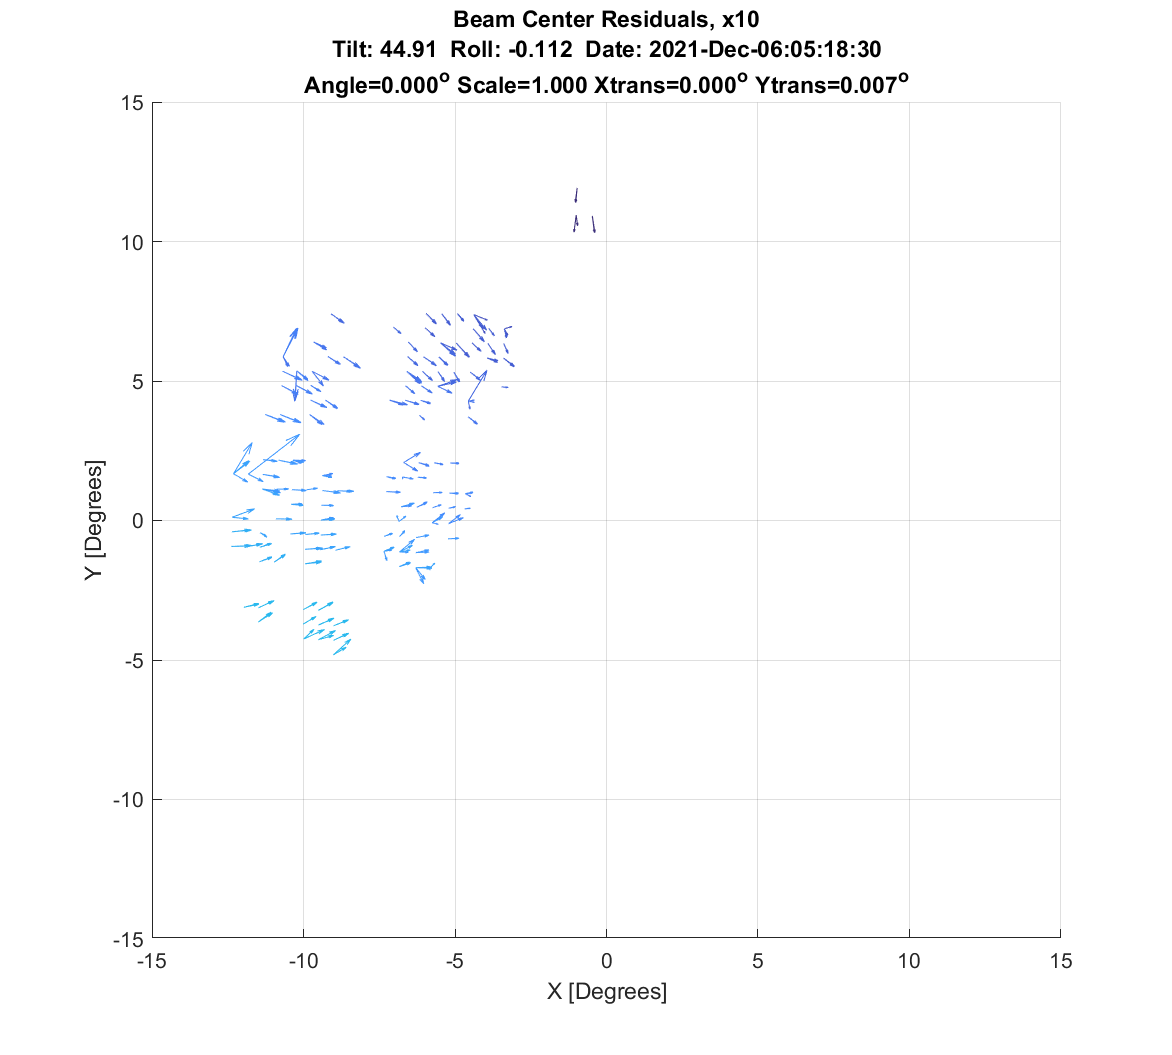 Beam Center Residuals, x10
Tilt: 44.91  Roll: -0.112  Date: 2021-Dec-06:05:18:30
Angle=0.000° Scale=1.000 Xtrans=0.000° Ytrans=0.007°
15
10
5
0
-5
-10
-15
Y [Degrees]
-15 -10 -5 0 5 10 15
X [Degrees]